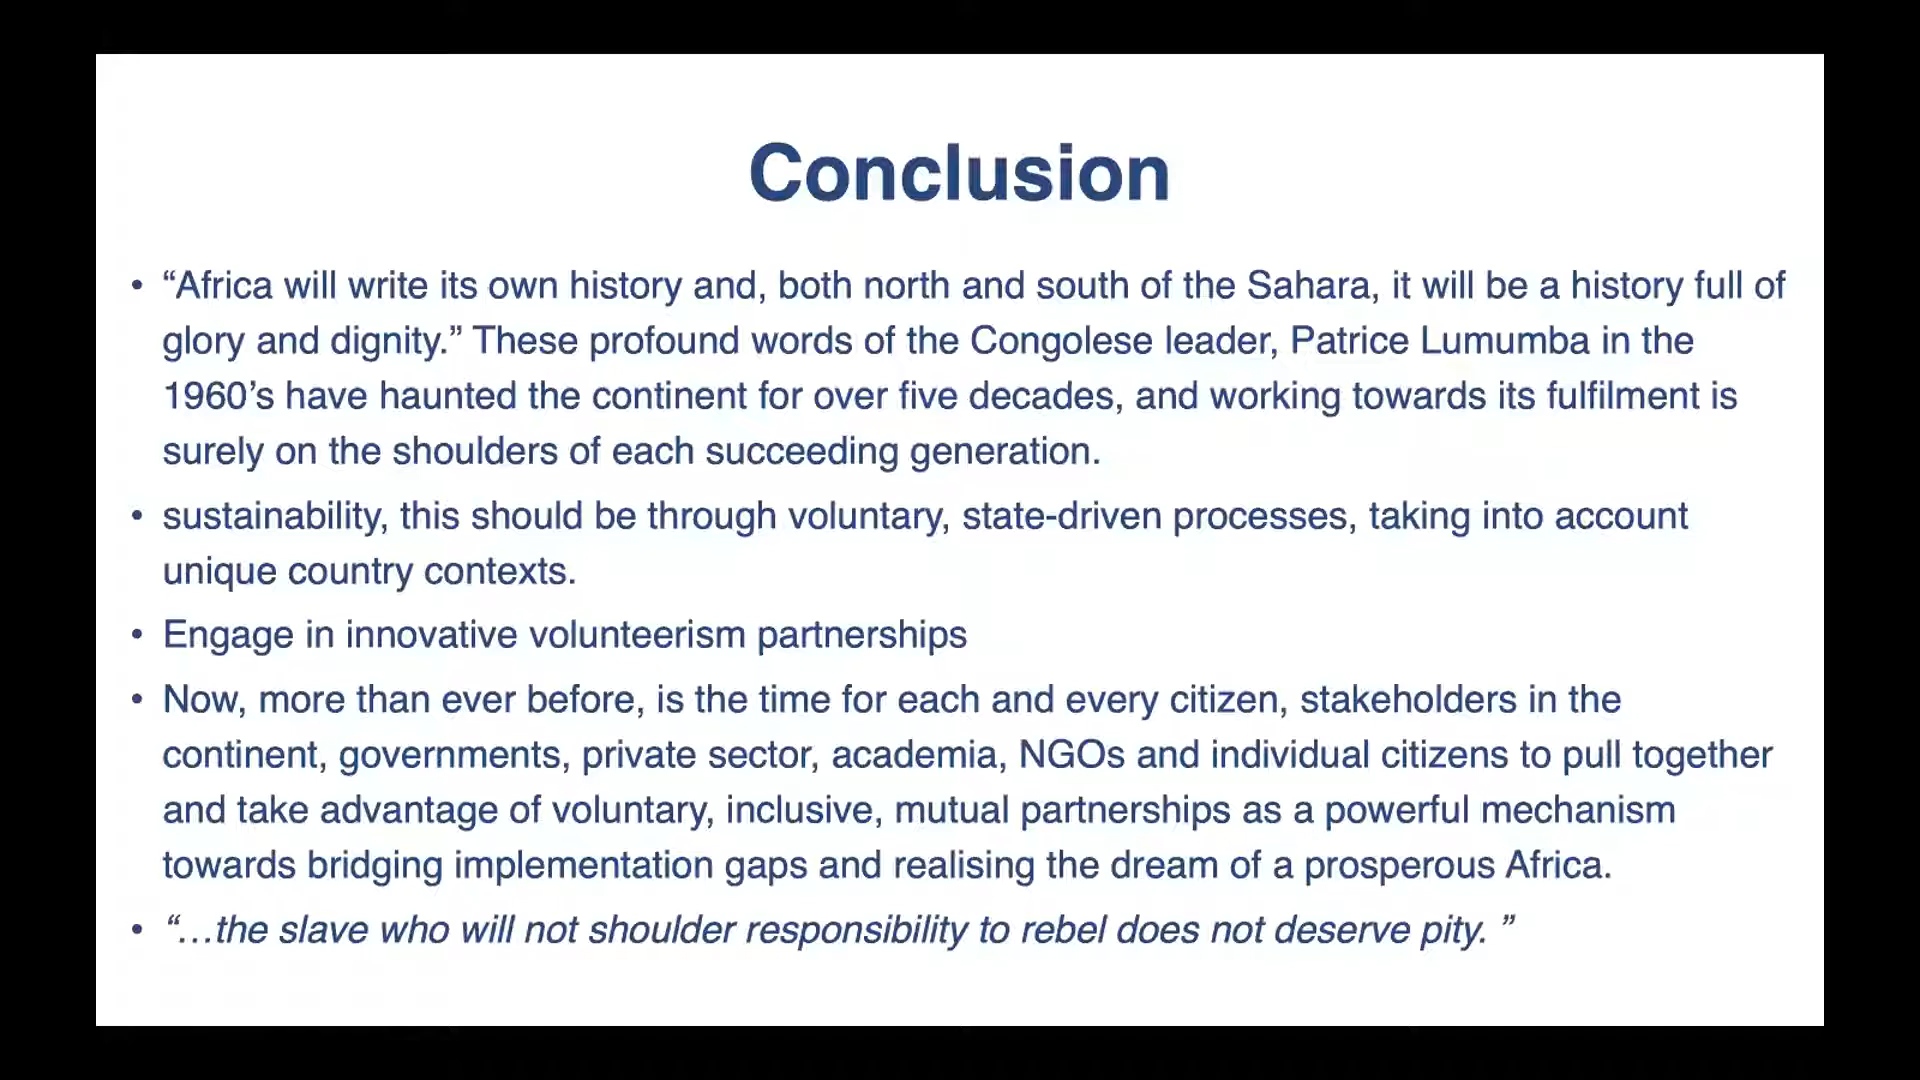 Conclusion
• “Africa will write its own history and, both north and south of the Sahara, it will be a history full of
glory and dignity.” These profound words of the Congolese leader, Patrice Lumumba in the
1960’s have haunted the continent for over five decades, and working towards its fulfilment is
surely on the shoulders of each succeeding generation.
• sustainability, this should be through voluntary, state-driven processes, taking into account
unique country contexts.
• Engage in innovative volunteerism partnerships
• Now, more than ever before, is the time for each and every citizen, stakeholders in the
continent, governments, private sector, academia, NGOs and individual citizens to pull together
and take advantage of voluntary, inclusive, mutual partnerships as a powerful mechanism
towards bridging implementation gaps and realising the dream of a prosperous Africa.
• “…the slave who will not shoulder responsibility to rebel does not deserve pity. ”